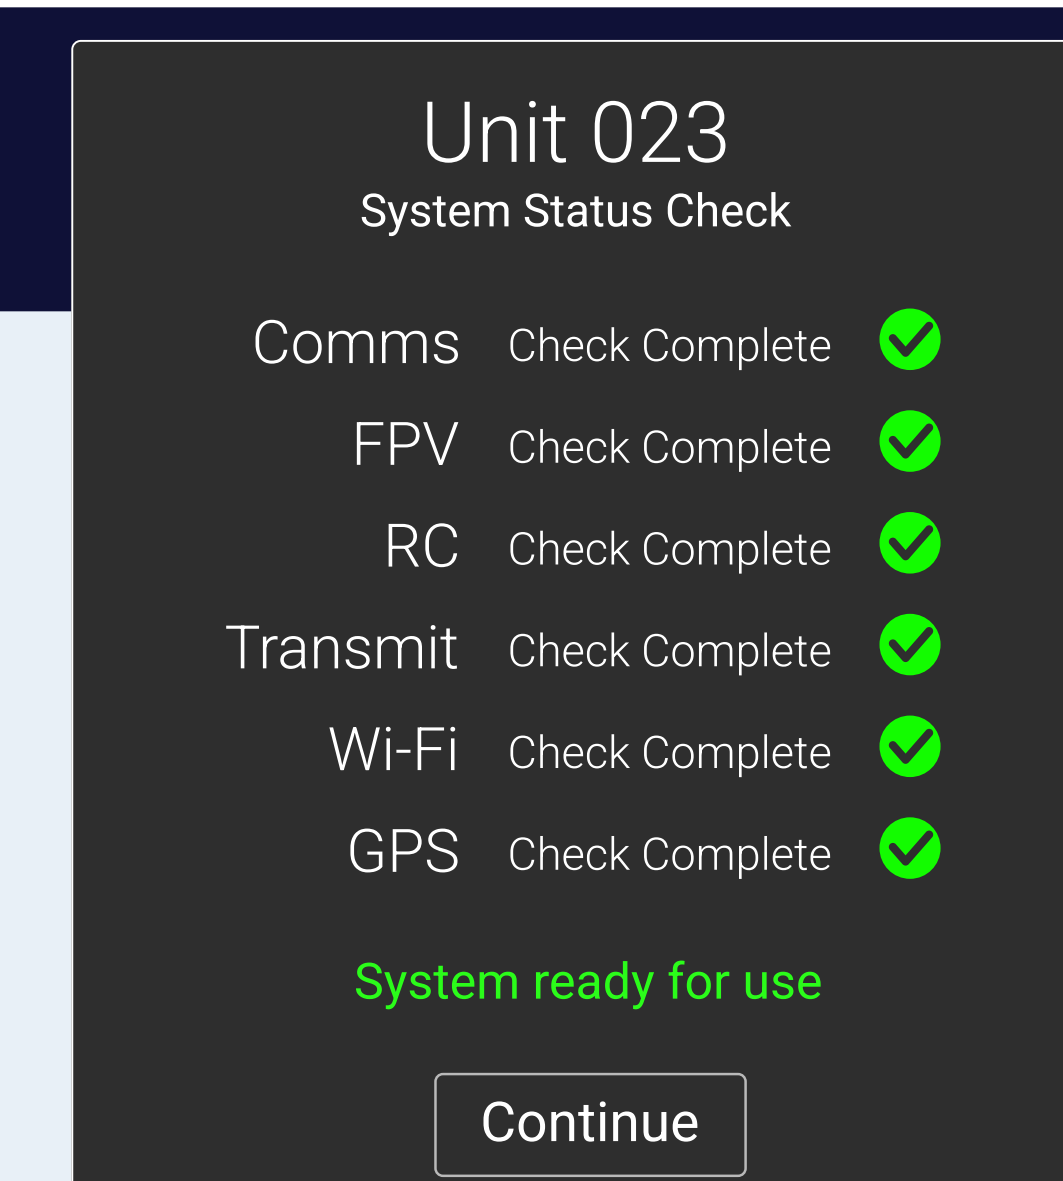 Unit 023
System Status Check
Comms Check Complete
FPV Check Complete
RC Check Complete
Transmit Check Complete
Wi-Fi Check Complete
GPS Check Complete
System ready for use
Continue